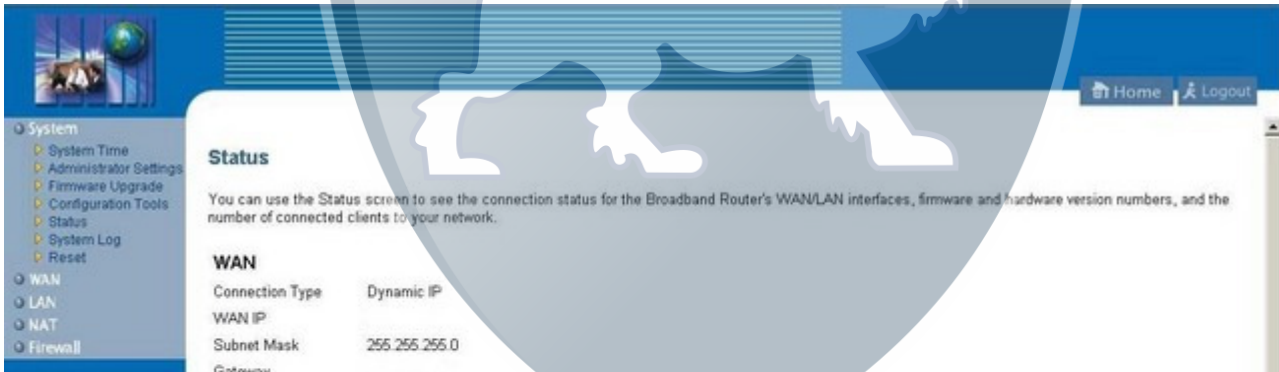 Home
Logout
System
System Time
Administrator Settings
Firmware Upgrade
Configuration Tools
Status
System Log
Reset
WAN
LAN
NAT
Firewall
Status
You can use the Status screen to see the connection status for the Broadband Router's WAN/LAN interfaces, firmware and hardware version numbers, and the
number of connected clients to your network.
WAN
Connection Type Dynamic IP
WAN IP
Subnet Mask 255.255.255.0
Gateway